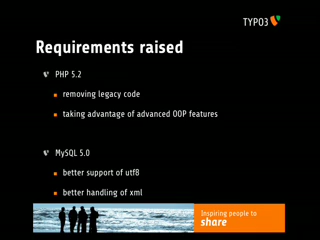 TYPO3
Requirements raised
PHP 5.2
removing legacy code
taking advantage of advanced OOP features
MySQL 5.0
better support of utf8
better handling of xml
Inspiring people to
share